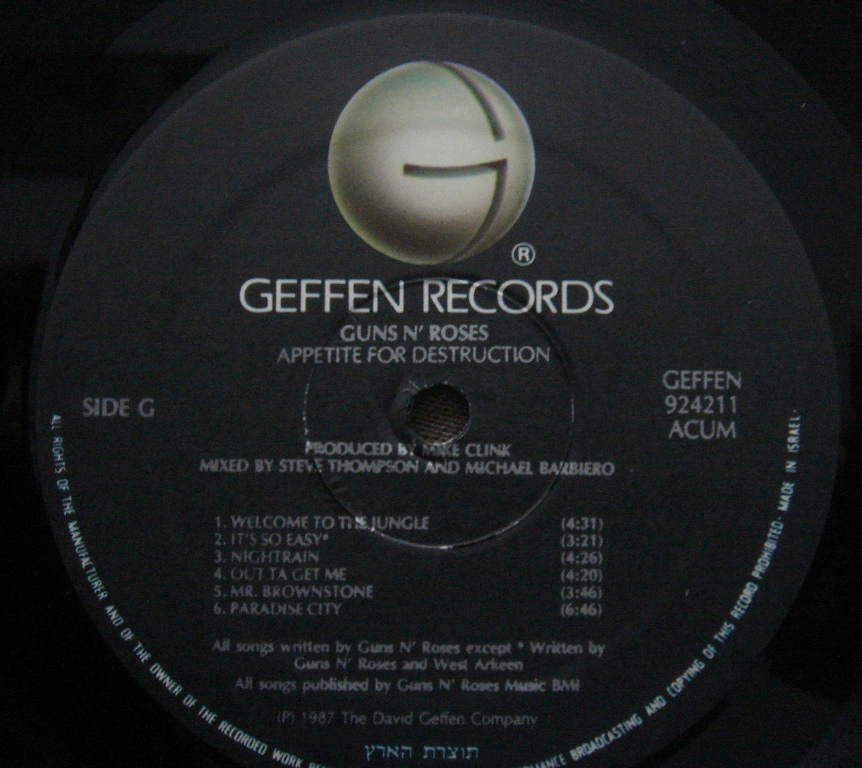 ®
GEFFEN RECORDS
GUNS N' ROSES
APPETITE FOR DESTRUCTION
SIDE G
GEFFEN
924211
ACUM
PRODUCED BY MIKE CLINK
MIXED BY STEVE THOMPSON AND MICHAEL BARBIERO
1. WELCOME TO THE JUNGLE (4:31)
2. IT'S SO EASY* (3:21)
3. NIGHTRAIN (4:26)
4. OUT TA GET ME (4:20)
5. MR. BROWNSTONE (3:46)
6. PARADISE CITY (6:46)
All songs written by Guns N' Roses except * Written by
Guns N' Roses and West Arkeen
All songs published by Guns N' Roses Music BMI
(P) 1987 The David Geffen Company
תוצרת הארץ
ALL RIGHTS OF THE MANUFACTURER AND OF THE OWNER OF THE RECORDED WORK
BROADCASTING AND COPYING OF THIS RECORD PROHIBITED· MADE IN ISRAEL·